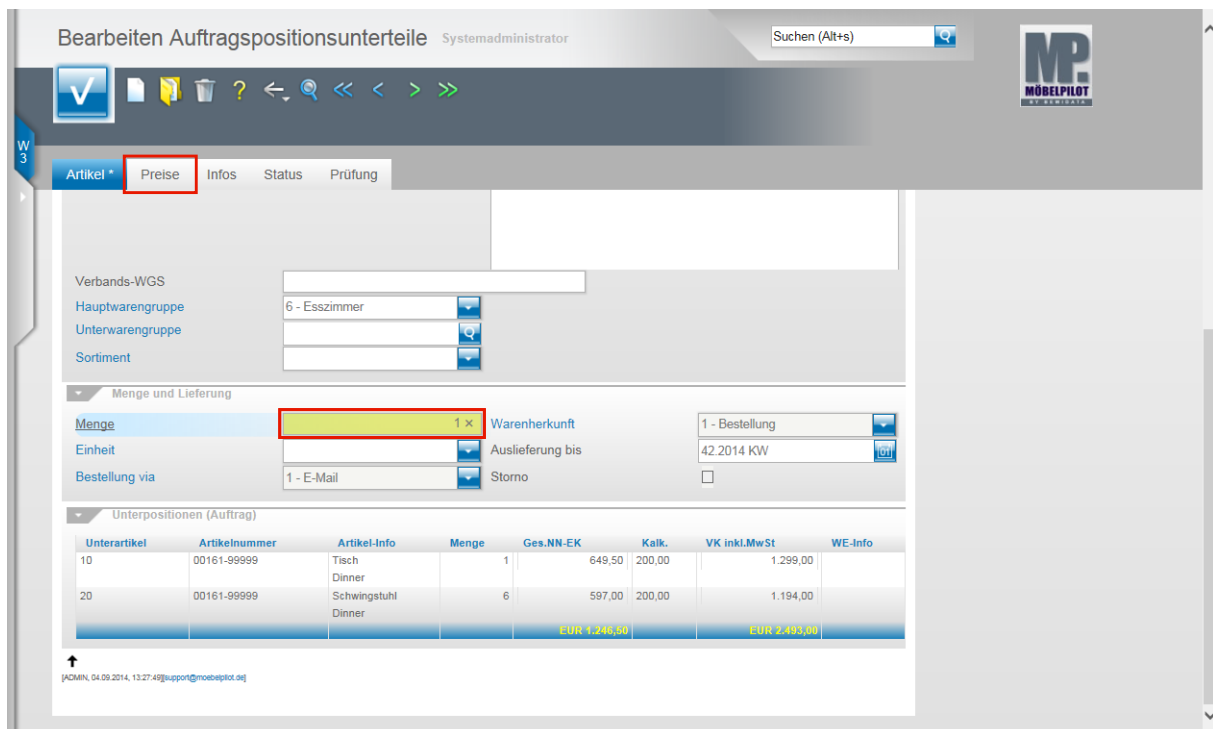 Bearbeiten Auftragspositionsunterteile Systemadministrator Suchen (Alt+s)
MP.
MÖBELPILOT
BY BEWIDATA
W
3
Artikel * Preise Infos Status Prüfung
Verbands-WGS
Hauptwarengruppe 6 - Esszimmer
Unterwarengruppe
Sortiment
Menge und Lieferung
Menge 1 × Warenherkunft 1 - Bestellung
Einheit Auslieferung bis 42.2014 KW
Bestellung via 1 - E-Mail Storno
Unterpositionen (Auftrag)
Unterartikel Artikelnummer Artikel-Info Menge Ges.NN-EK Kalk. VK inkl.MwSt WE-Info
10 00161-99999 Tisch 1 649,50 200,00 1.299,00
Dinner
20 00161-99999 Schwingstuhl 6 597,00 200,00 1.194,00
Dinner
EUR 1.246,50 EUR 2.493,00
[ADMIN, 04.09.2014, 13:27:49][support@moebelpilot.de]